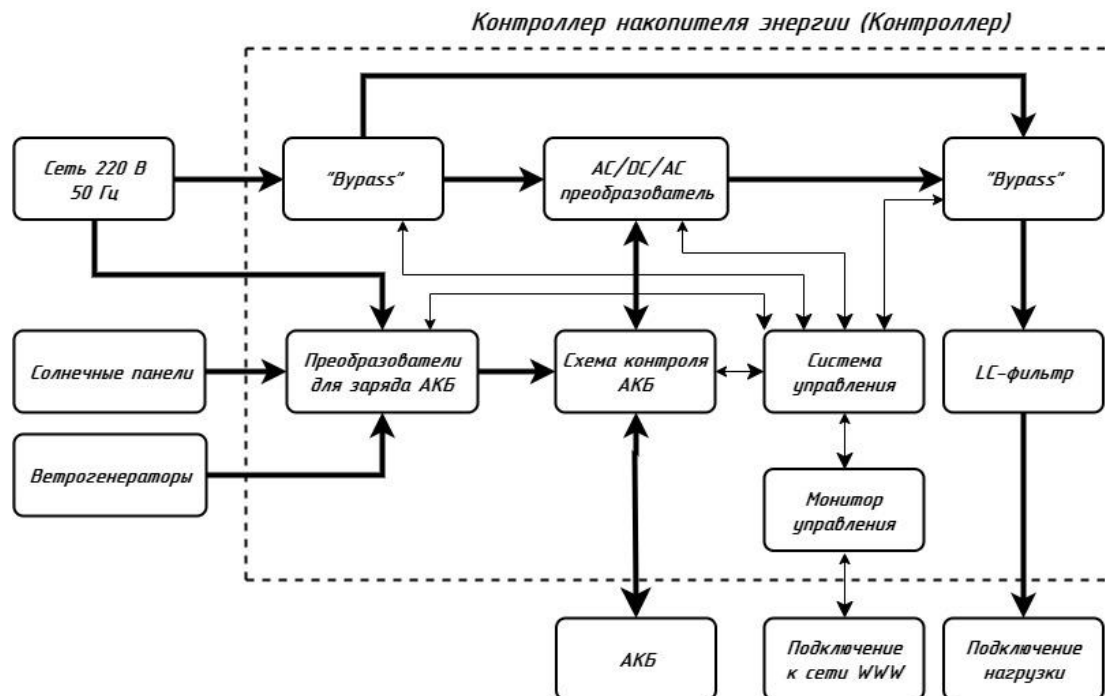 Контроллер накопителя энергии (Контроллер)
Сеть 220 В
50 Гц
"Bypass"
AC/DC/AC
преобразователь
"Bypass"
Солнечные панели
Преобразователи
для заряда АКБ
Схема контроля
АКБ
Система
управления
LC-фильтр
Ветрогенераторы
Монитор
управления
АКБ
Подключение
к сети WWW
Подключение
нагрузки